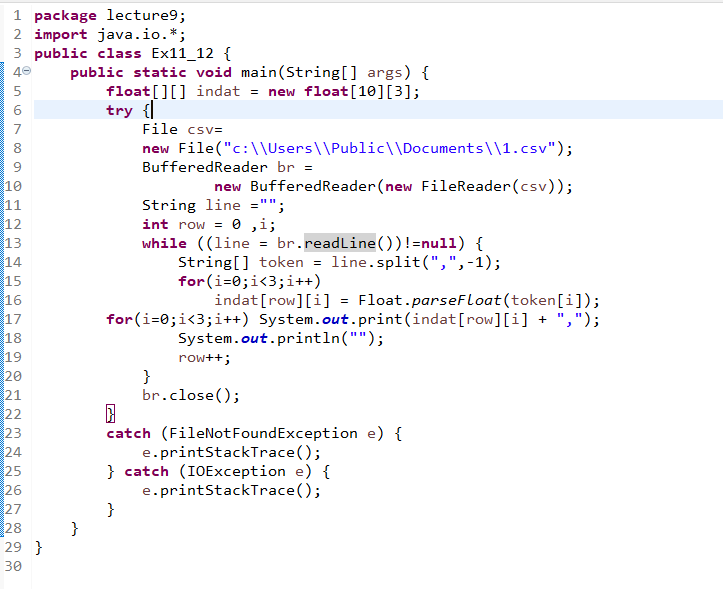 1 package lecture9;
2 import java.io.*;
3 public class Ex11_12 {
4     public static void main(String[] args) {
5         float[][] indat = new float[10][3];
6         try {
7             File csv=
8             new File("c:\\Users\\Public\\Documents\\1.csv");
9             BufferedReader br =
10                     new BufferedReader(new FileReader(csv));
11             String line ="";
12             int row = 0 ,i;
13             while ((line = br.readLine())!=null) {
14                 String[] token = line.split(",",-1);
15                 for(i=0;i<3;i++)
16                     indat[row][i] = Float.parseFloat(token[i]);
17         for(i=0;i<3;i++) System.out.print(indat[row][i] + ",");
18                 System.out.println("");
19                 row++;
20             }
21             br.close();
22         }
23         catch (FileNotFoundException e) {
24             e.printStackTrace();
25         } catch (IOException e) {
26             e.printStackTrace();
27         }
28     }
29 }
30